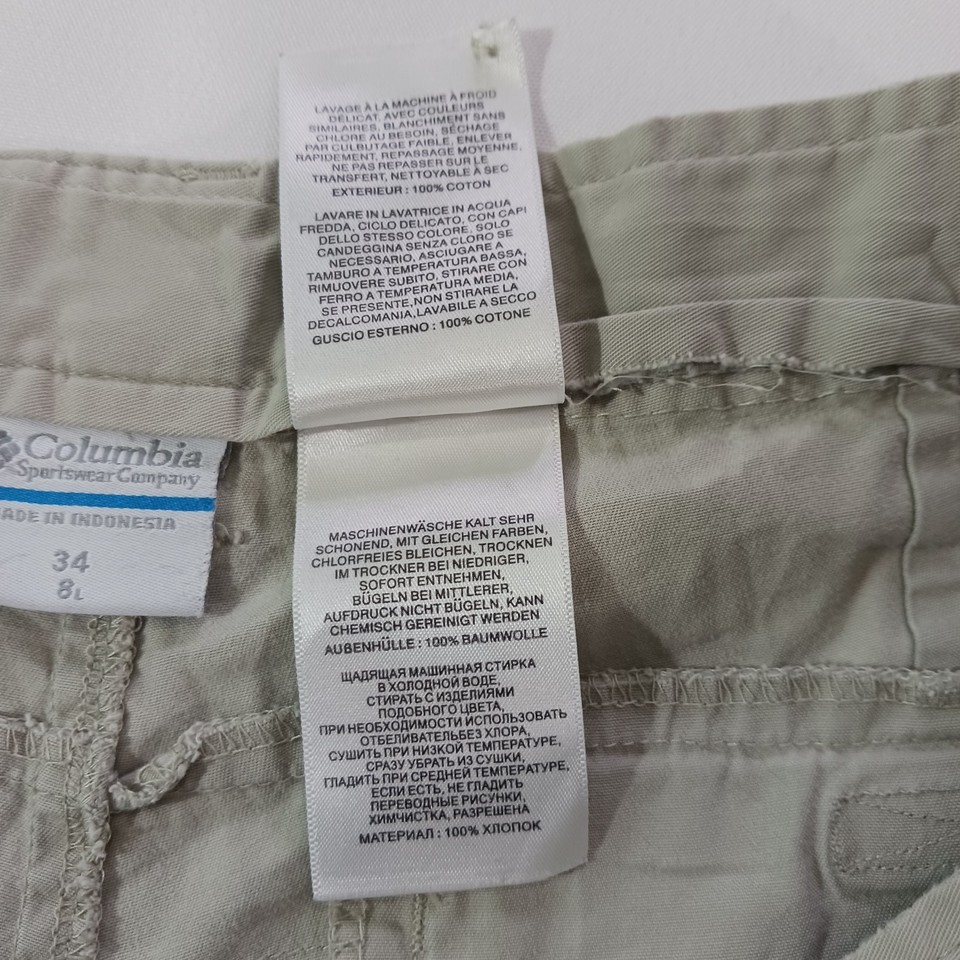 LAVAGE À LA MACHINE À FROID
DÉLICAT, AVEC COULEURS
SIMILAIRES, BLANCHIMENT SANS
CHLORE AU BESOIN, SÉCHAGE
PAR CULBUTAGE FAIBLE, ENLEVER
RAPIDEMENT, REPASSAGE MOYENNE,
NE PAS REPASSER SUR LE
TRANSFERT, NETTOYABLE À SEC
EXTERIEUR : 100% COTON
LAVARE IN LAVATRICE IN ACQUA
FREDDA, CICLO DELICATO, CON CAPI
DELLO STESSO COLORE, SOLO
CANDEGGINA SENZA CLORO SE
NECESSARIO, ASCIUGARE A
TAMBURO A TEMPERATURA BASSA,
RIMUOVERE SUBITO, STIRARE CON
FERRO A TEMPERATURA MEDIA,
SE PRESENTE,NON STIRARE LA
DECALCOMANIA,LAVABILE A SECCO
GUSCIO ESTERNO : 100% COTONE
Columbia
Sportswear Company
ADE IN INDONESIA
34
8L
MASCHINENWÄSCHE KALT SEHR
SCHONEND, MIT GLEICHEN FARBEN,
CHLORFREIES BLEICHEN, TROCKNEN
IM TROCKNER BEI NIEDRIGER,
SOFORT ENTNEHMEN,
BÜGELN BEI MITTLERER,
AUFDRUCK NICHT BÜGELN, KANN
CHEMISCH GEREINIGT WERDEN
AUßENHÜLLE : 100% BAUMWOLLE
ЩАДЯЩАЯ МАШИННАЯ СТИРКА
В ХОЛОДНОЙ ВОДЕ,
СТИРАТЬ С ИЗДЕЛИЯМИ
ПОДОБНОГО ЦВЕТА,
ПРИ НЕОБХОДИМОСТИ ИСПОЛЬЗОВАТЬ
ОТБЕЛИВАТЕЛЬБЕЗ ХЛОРА,
СУШИТЬ ПРИ НИЗКОЙ ТЕМПЕРАТУРЕ,
СРАЗУ УБРАТЬ ИЗ СУШКИ,
ГЛАДИТЬ ПРИ СРЕДНЕЙ ТЕМПЕРАТУРЕ,
ЕСЛИ ЕСТЬ, НЕ ГЛАДИТЬ
ПЕРЕВОДНЫЕ РИСУНКИ,
ХИМЧИСТКА, РАЗРЕШЕНА
МАТЕРИАЛ : 100% ХЛОПОК